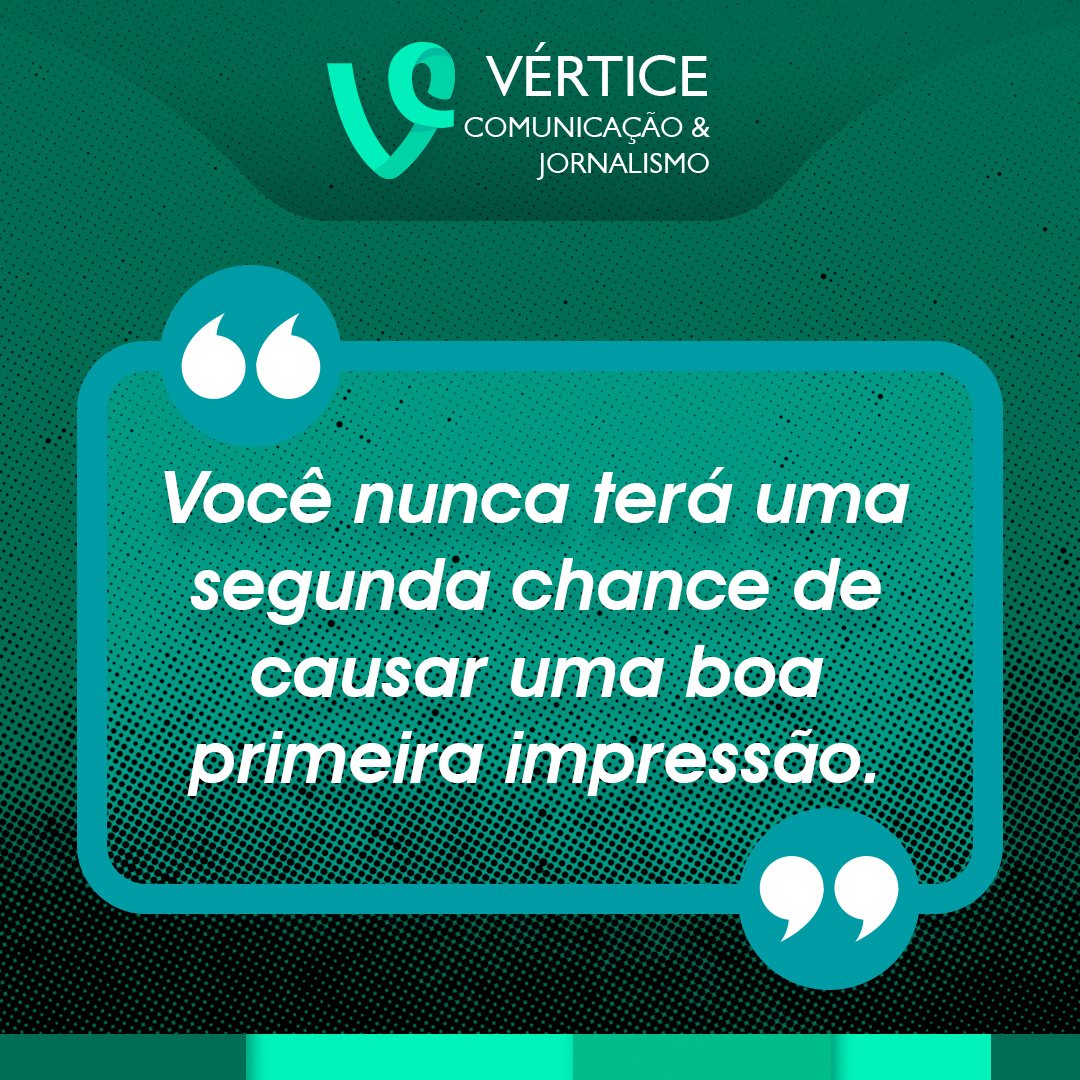 VÉRTICE
COMUNICAÇÃO &
JORNALISMO
“
Você nunca terá uma
segunda chance de
causar uma boa
primeira impressão.
”